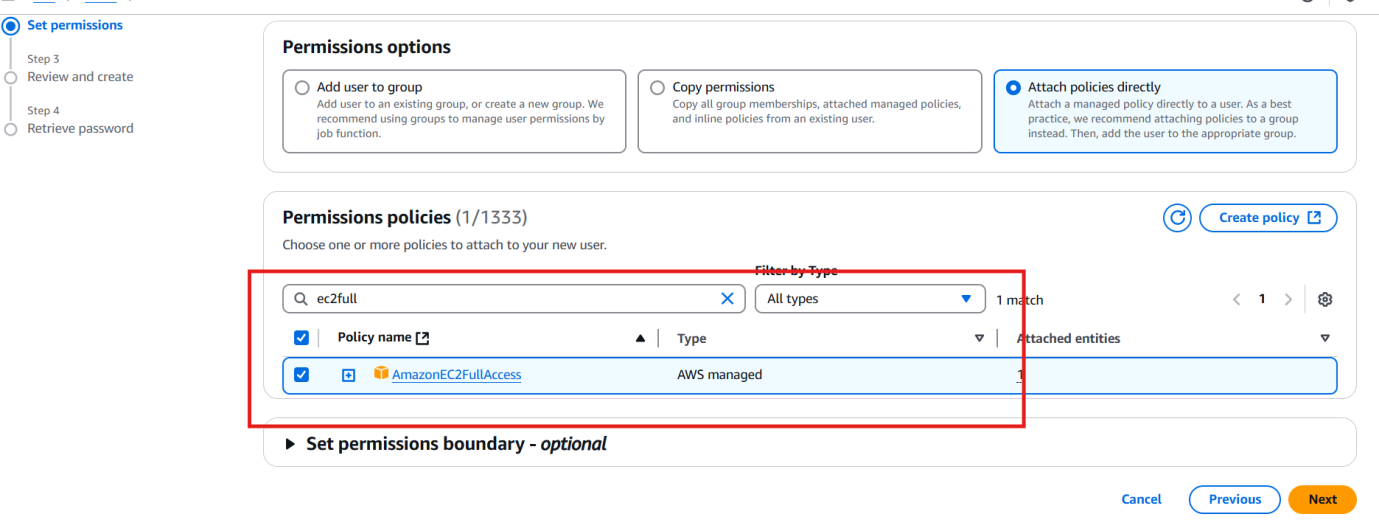 Set permissions
Step 3
Review and create
Step 4
Retrieve password
Permissions options
Add user to group
Add user to an existing group, or create a new group. We
recommend using groups to manage user permissions by
job function.
Copy permissions
Copy all group memberships, attached managed policies,
and inline policies from an existing user.
Attach policies directly
Attach a managed policy directly to a user. As a best
practice, we recommend attaching policies to a group
instead. Then, add the user to the appropriate group.
Permissions policies (1/1333)
Create policy
Choose one or more policies to attach to your new user.
Filter by Type
ec2full
All types
1 match
1
Policy name
Type
Attached entities
AmazonEC2FullAccess
AWS managed
1
Set permissions boundary - optional
Cancel
Previous
Next